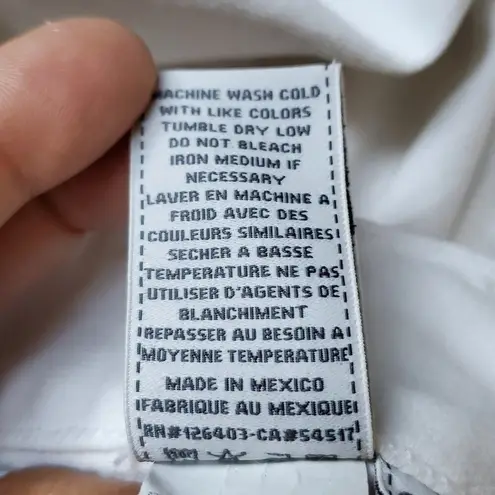 MACHINE WASH COLD
WITH LIKE COLORS
TUMBLE DRY LOW
DO NOT BLEACH
IRON MEDIUM IF
NECESSARY
LAVER EN MACHINE A
FROID AVEC DES
COULEURS SIMILAIRES
SECHER A BASSE
TEMPERATURE NE PAS
UTILISER D'AGENTS DE
BLANCHIMENT
REPASSER AU BESOIN A
MOYENNE TEMPERATURE
MADE IN MEXICO
FABRIQUE AU MEXIQUE
RN#126403-CA#54517